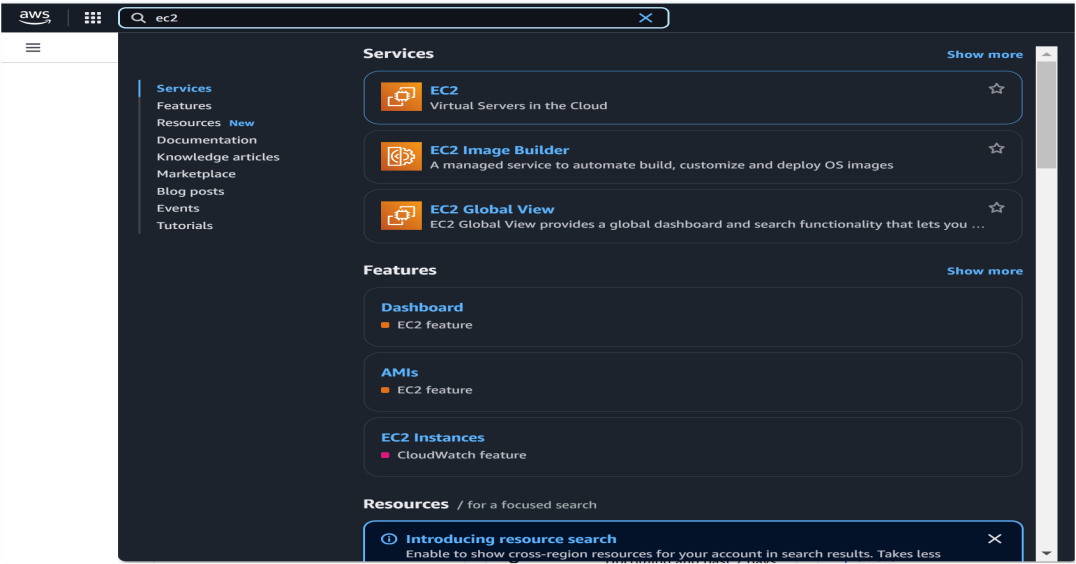 aws
ec2
Services
Features
Resources New
Documentation
Knowledge articles
Marketplace
Blog posts
Events
Tutorials
Services
Show more
EC2
Virtual Servers in the Cloud
EC2 Image Builder
A managed service to automate build, customize and deploy OS images
EC2 Global View
EC2 Global View provides a global dashboard and search functionality that lets you ...
Features
Show more
Dashboard
EC2 feature
AMIs
EC2 feature
EC2 Instances
CloudWatch feature
Resources / for a focused search
Introducing resource search
Enable to show cross-region resources for your account in search results. Takes less